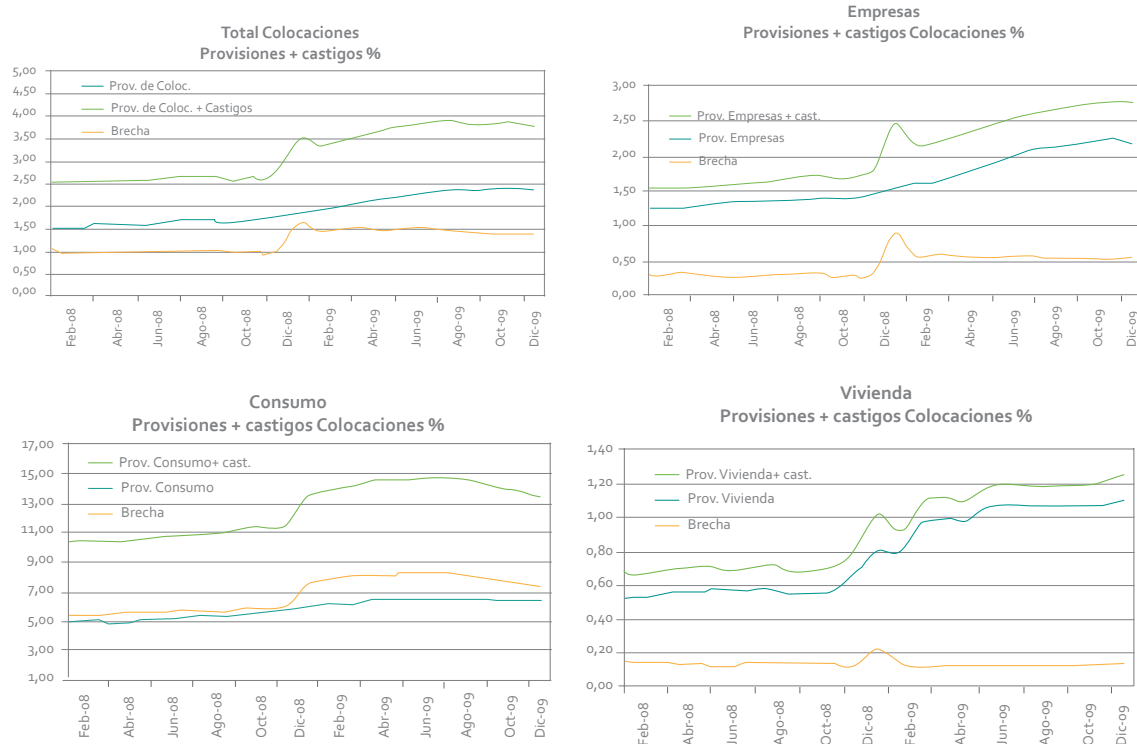 Total Colocaciones
Provisiones + castigos %
5,00
4,50
4,00
3,50
3,00
2,50
2,00
1,50
1,00
0,50
0,00
Prov. de Coloc.
Prov. de Coloc. + Castigos
Brecha
Feb-08
Abr-08
Jun-08
Ago-08
Oct-08
Dic-08
Feb-09
Abr-09
Jun-09
Ago-09
Oct-09
Dic-09
Empresas
Provisiones + castigos Colocaciones %
3,00
2,50
2,00
1,50
1,00
0,50
0,00
Prov. Empresas + cast.
Prov. Empresas
Brecha
Feb-08
Abr-08
Jun-08
Ago-08
Oct-08
Dic-08
Feb-09
Abr-09
Jun-09
Ago-09
Oct-09
Dic-09
Consumo
Provisiones + castigos Colocaciones %
17,00
15,00
13,00
11,00
9,00
7,00
5,00
3,00
1,00
Prov. Consumo+ cast.
Prov. Consumo
Brecha
Feb-08
Abr-08
Jun-08
Ago-08
Oct-08
Dic-08
Feb-09
Abr-09
Jun-09
Ago-09
Oct-09
Dic-09
Vivienda
Provisiones + castigos Colocaciones %
1,40
1,20
1,00
0,80
0,60
0,40
0,20
0,00
Prov. Vivienda+ cast.
Prov. Vivienda
Brecha
Feb-08
Abr-08
Jun-08
Ago-08
Oct-08
Dic-08
Feb-09
Abr-09
Jun-09
Ago-09
Oct-09
Dic-09